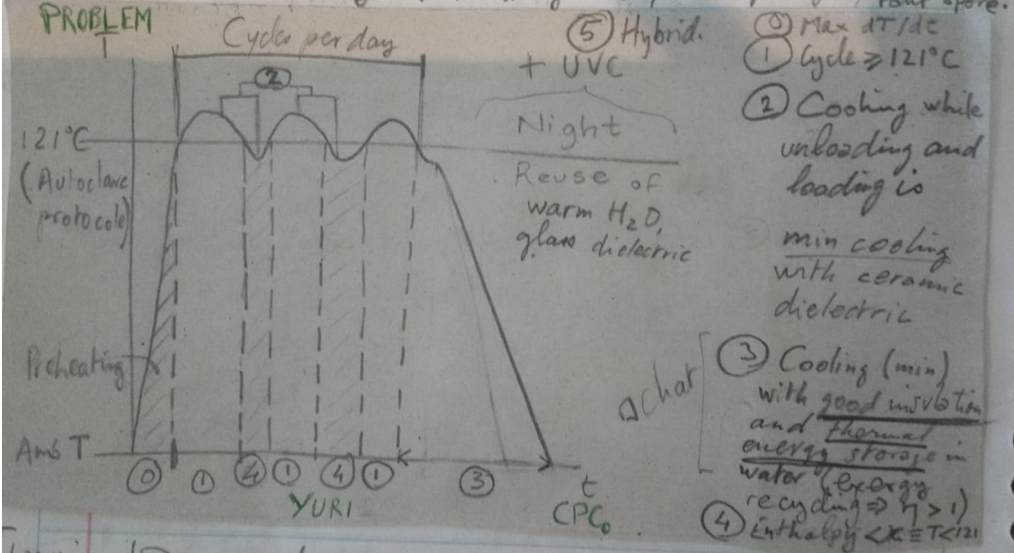 PROBLEM
I
Cycles per day
②
121°C
(Autoclave
protocole)
Preheating
Amb T
⓪ ① ④ ① ④ ① ③
t
YURI
CPC₀
⑤ Hybrid.
+ UVC
Night
Reuse of
warm H₂O,
glass dielectric
⓪ Max dT/dt
① Cycle ≥ 121°C
② Cooling while
unloading and
loading is
min cooling
with ceramic
dielectric
③ Cooling (min)
with good insulation
and thermal
energy storage in
water (exergy
recycling ⇒ η > 1)
④ Enthalpy < ≡ T<121